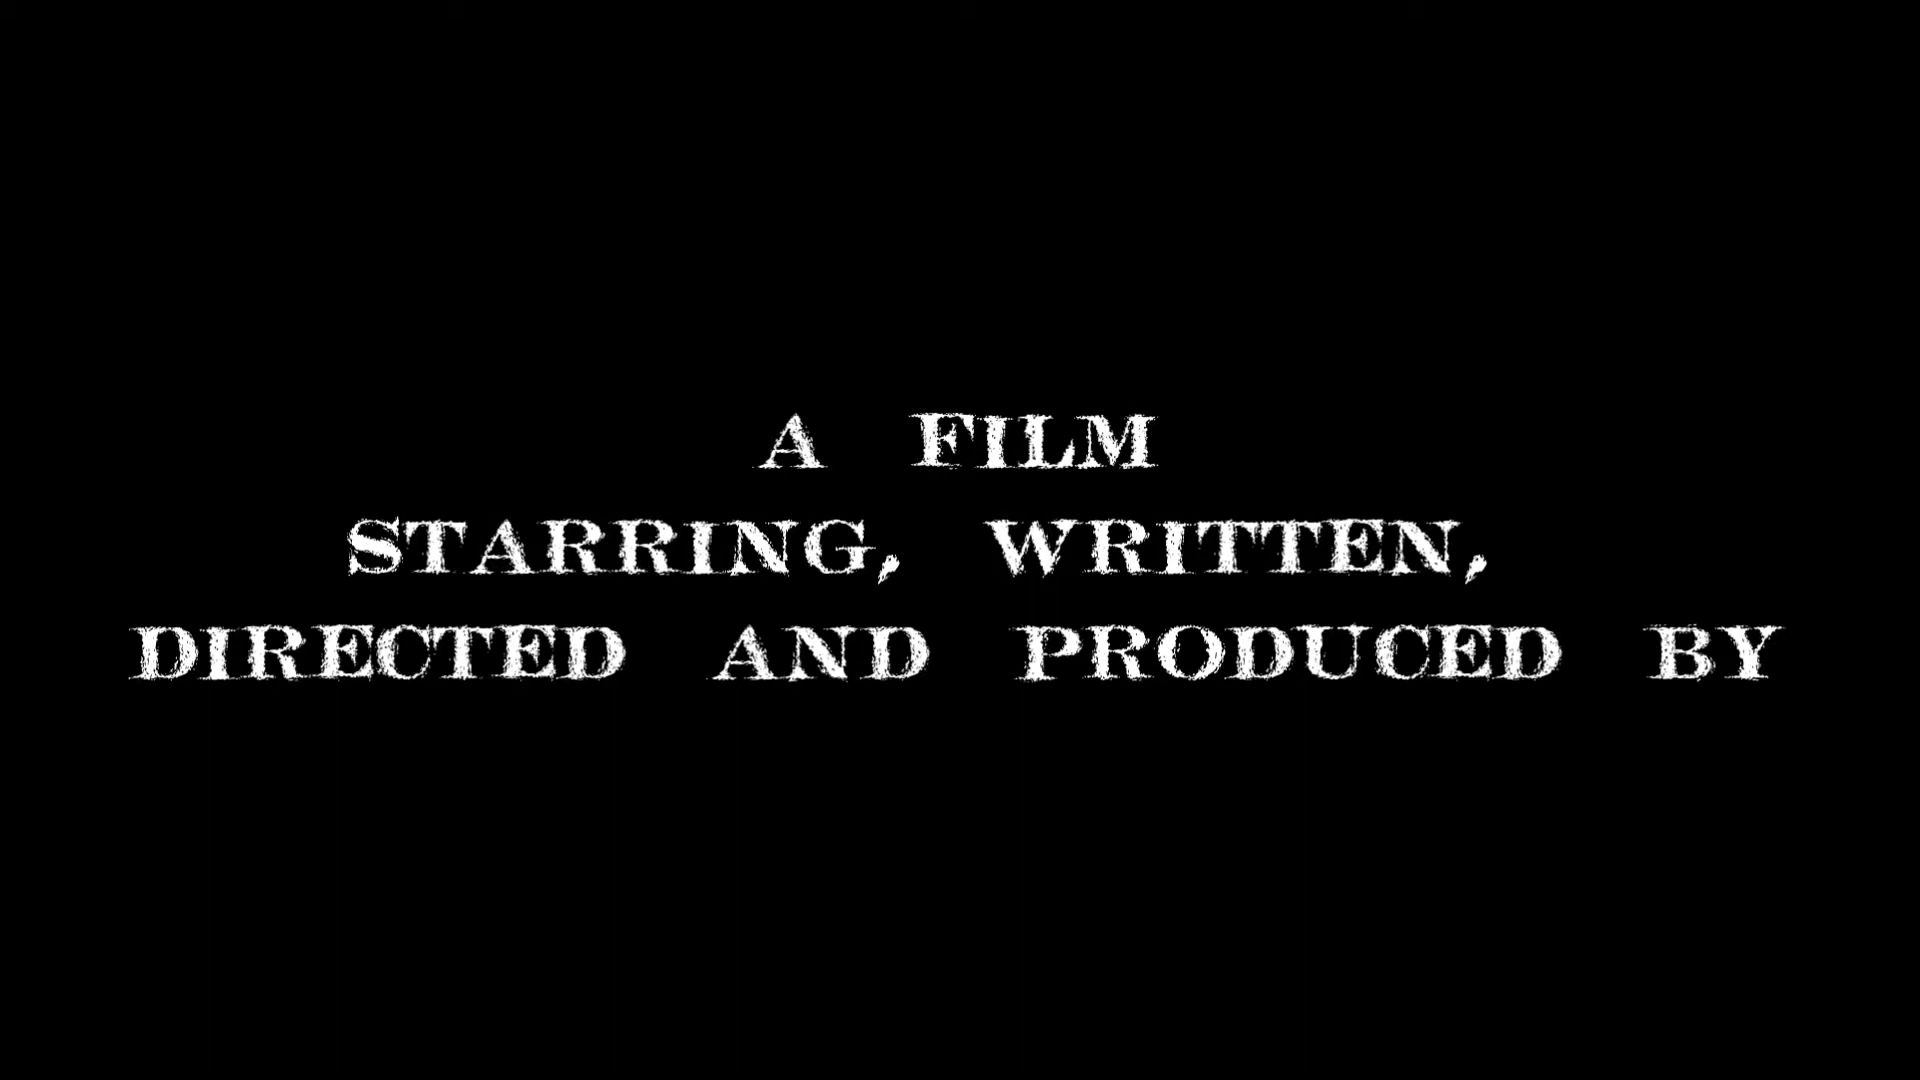 A FILM
STARRING, WRITTEN,
DIRECTED AND PRODUCED BY